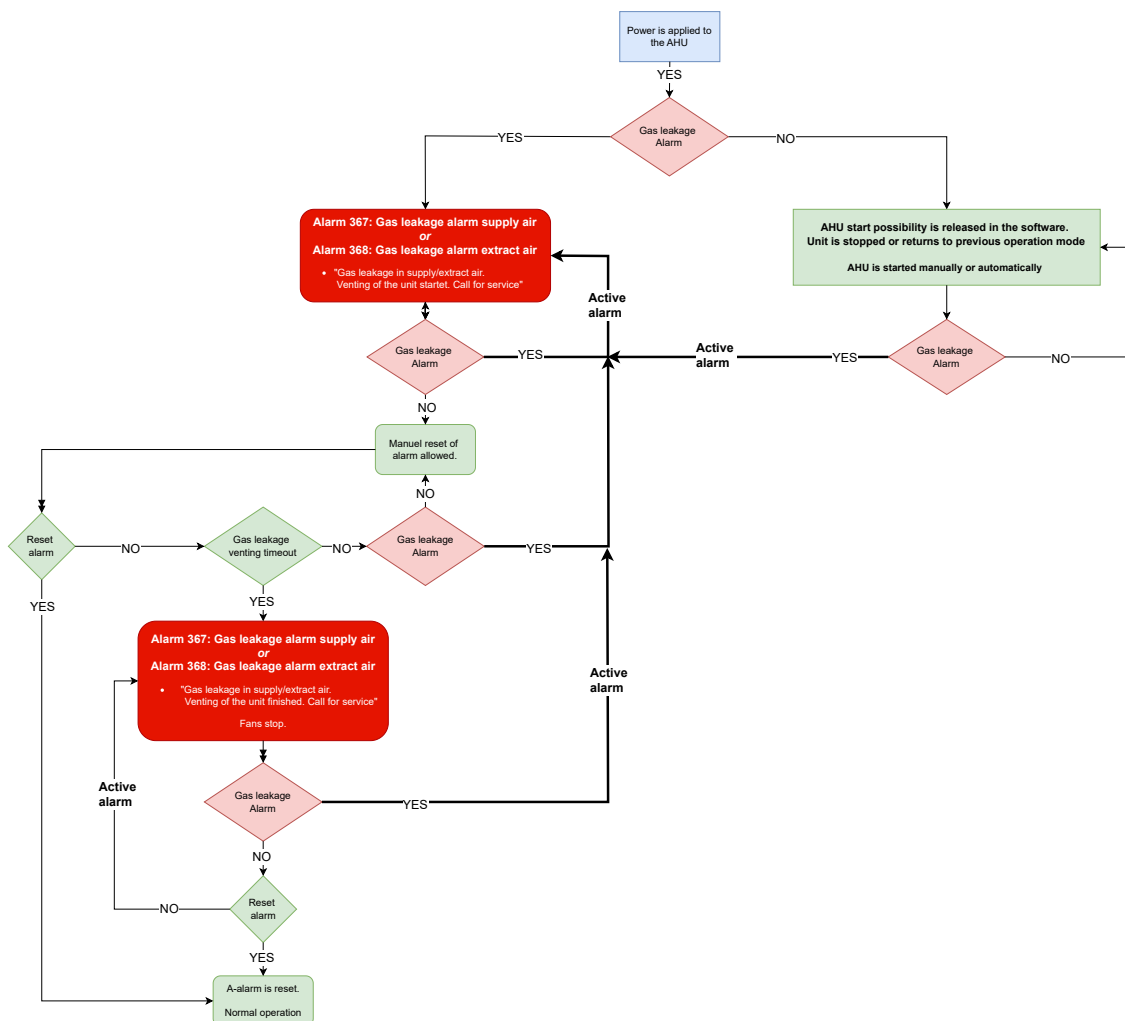 Power is applied to
the AHU
YES
Gas leakage
Alarm
YES
NO
Alarm 367: Gas leakage alarm supply air
or
Alarm 368: Gas leakage alarm extract air
• "Gas leakage in supply/extract air.
Venting of the unit startet. Call for service"
AHU start possibility is released in the software.
Unit is stopped or returns to previous operation mode
AHU is started manually or automatically
Active
alarm
Gas leakage
Alarm
YES
Active
alarm
YES
Gas leakage
Alarm
NO
NO
Manuel reset of
alarm allowed.
NO
Reset
alarm
NO
Gas leakage
venting timeout
NO
Gas leakage
Alarm
YES
YES
YES
Alarm 367: Gas leakage alarm supply air
or
Alarm 368: Gas leakage alarm extract air
• "Gas leakage in supply/extract air.
Venting of the unit finished. Call for service"
Fans stop.
Active
alarm
Active
alarm
Gas leakage
Alarm
YES
NO
NO
Reset
alarm
YES
A-alarm is reset.
Normal operation